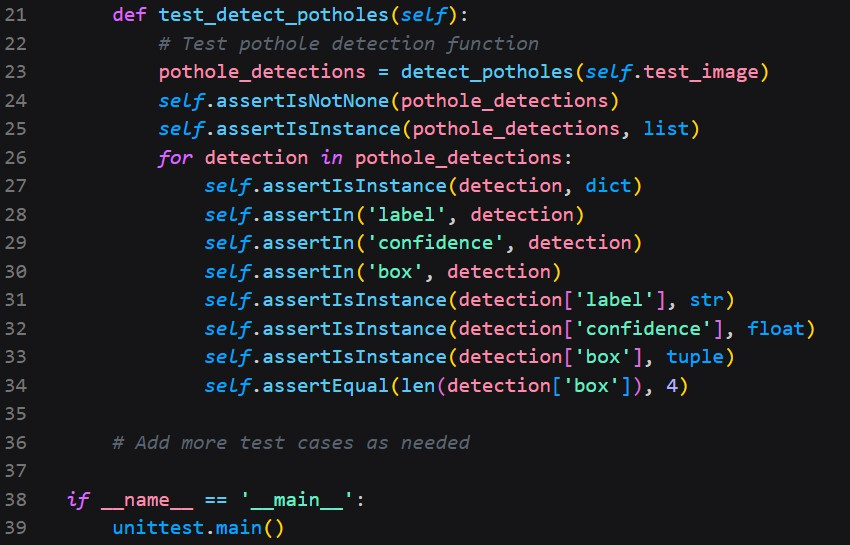 21 def test_detect_potholes(self):
22 # Test pothole detection function
23 pothole_detections = detect_potholes(self.test_image)
24 self.assertIsNotNone(pothole_detections)
25 self.assertIsInstance(pothole_detections, list)
26 for detection in pothole_detections:
27 self.assertIsInstance(detection, dict)
28 self.assertIn('label', detection)
29 self.assertIn('confidence', detection)
30 self.assertIn('box', detection)
31 self.assertIsInstance(detection['label'], str)
32 self.assertIsInstance(detection['confidence'], float)
33 self.assertIsInstance(detection['box'], tuple)
34 self.assertEqual(len(detection['box']), 4)
35
36 # Add more test cases as needed
37
38 if __name__ == '__main__':
39 unittest.main()